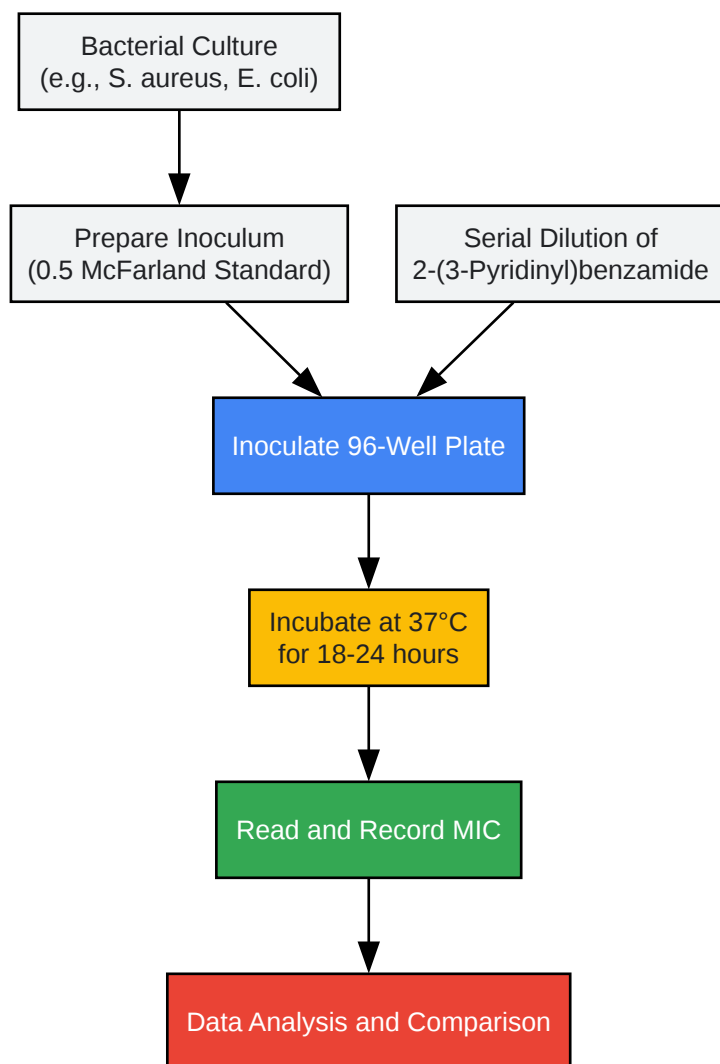 Bacterial Culture
(e.g., S. aureus, E. coli)
Prepare Inoculum
(0.5 McFarland Standard)
Serial Dilution of
2-(3-Pyridinyl)benzamide
Inoculate 96-Well Plate
Incubate at 37°C
for 18-24 hours
Read and Record MIC
Data Analysis and Comparison